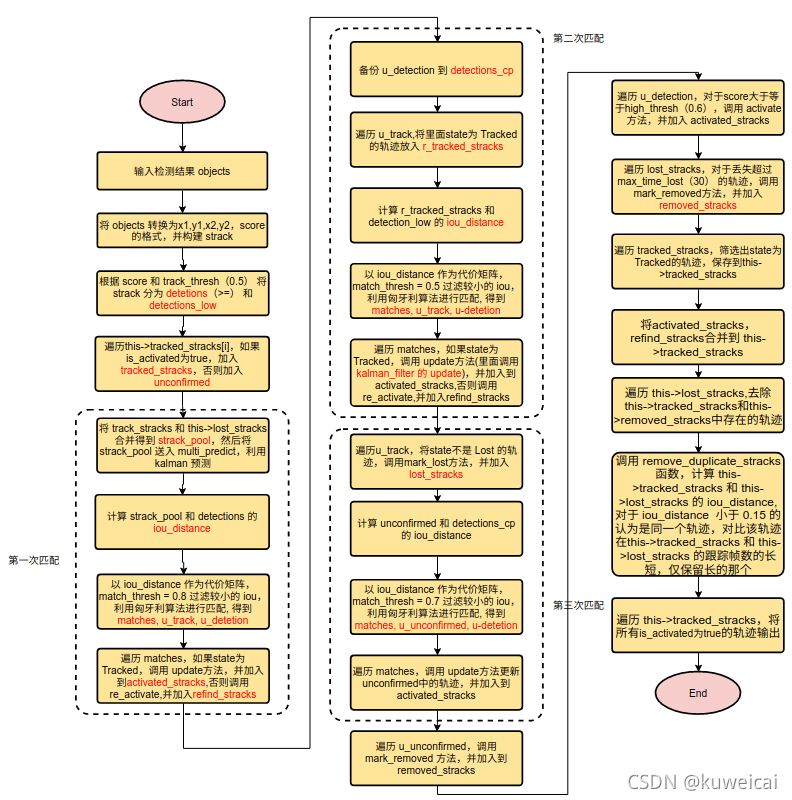 Start
输入检测结果 objects
将 objects 转换为x1,y1,x2,y2，score
的格式，并构建 strack
根据 score 和 track_thresh（0.5）将
strack 分为 detetions（>=）和
detections_low
遍历this->tracked_stracks[i]，如果
is_activated为true，加入
tracked_stracks，否则加入
unconfirmed
第一次匹配
将 track_stracks 和 this->lost_stracks
合并得到 strack_pool，然后将
strack_pool 送入 multi_predict，利用
kalman 预测
计算 strack_pool 和 detections 的
iou_distance
以 iou_distance 作为代价矩阵，
match_thresh = 0.8 过滤较小的 iou，
利用匈牙利算法进行匹配, 得到
matches, u_track, u_detetion
遍历 matches，如果state为
Tracked，调用 update方法，并加入
到activated_stracks,否则调用
re_activate,并加入refind_stracks
第二次匹配
备份 u_detection 到 detections_cp
遍历 u_track,将里面state为 Tracked
的轨迹放入 r_tracked_stracks
计算 r_tracked_stracks 和
detection_low 的 iou_distance
以 iou_distance 作为代价矩阵，
match_thresh = 0.5 过滤较小的 iou，
利用匈牙利算法进行匹配, 得到
matches, u_track, u-detetion
遍历 matches，如果state为
Tracked，调用 update 方法(里面调用
kalman_filter 的 update)，并加入到
activated_stracks,否则调用
re_activate,并加入refind_stracks
第三次匹配
遍历u_track，将state不是 Lost 的轨
迹，调用mark_lost方法，并加入
lost_stracks
计算 unconfirmed 和 detections_cp
的 iou_distance
以 iou_distance 作为代价矩阵，
match_thresh = 0.7 过滤较小的 iou，
利用匈牙利算法进行匹配, 得到
matches, u_unconfirmed, u-detetion
遍历 matches，调用 update方法更新
unconfirmed中的轨迹，并加入到
activated_stracks
遍历 u_unconfirmed，调用
mark_removed 方法，并加入到
removed_stracks
遍历 u_detection，对于score大于等
于high_thresh（0.6），调用 activate
方法，并加入 activated_stracks
遍历 lost_stracks，对于丢失超过
max_time_lost（30） 的轨迹，调用
mark_removed方法，并加入
removed_stracks
遍历 tracked_stracks，筛选出state为
Tracked的轨迹，保存到this-
>tracked_stracks
将activated_stracks，
refind_stracks合并到 this-
>tracked_stracks
遍历 this->lost_stracks,去除
this->tracked_stracks和this-
>removed_stracks中存在的轨迹
调用 remove_duplicate_stracks
函数，计算 this-
>tracked_stracks 和 this-
>lost_stracks 的 iou_distance,
对于 iou_distance 小于 0.15 的
认为是同一个轨迹，对比该轨迹
在this->tracked_stracks 和 this-
>lost_stracks 的跟踪帧数的长
短，仅保留长的那个
遍历 this->tracked_stracks，将
所有is_activated为true的轨迹输出
End
CSDN @kuweicai